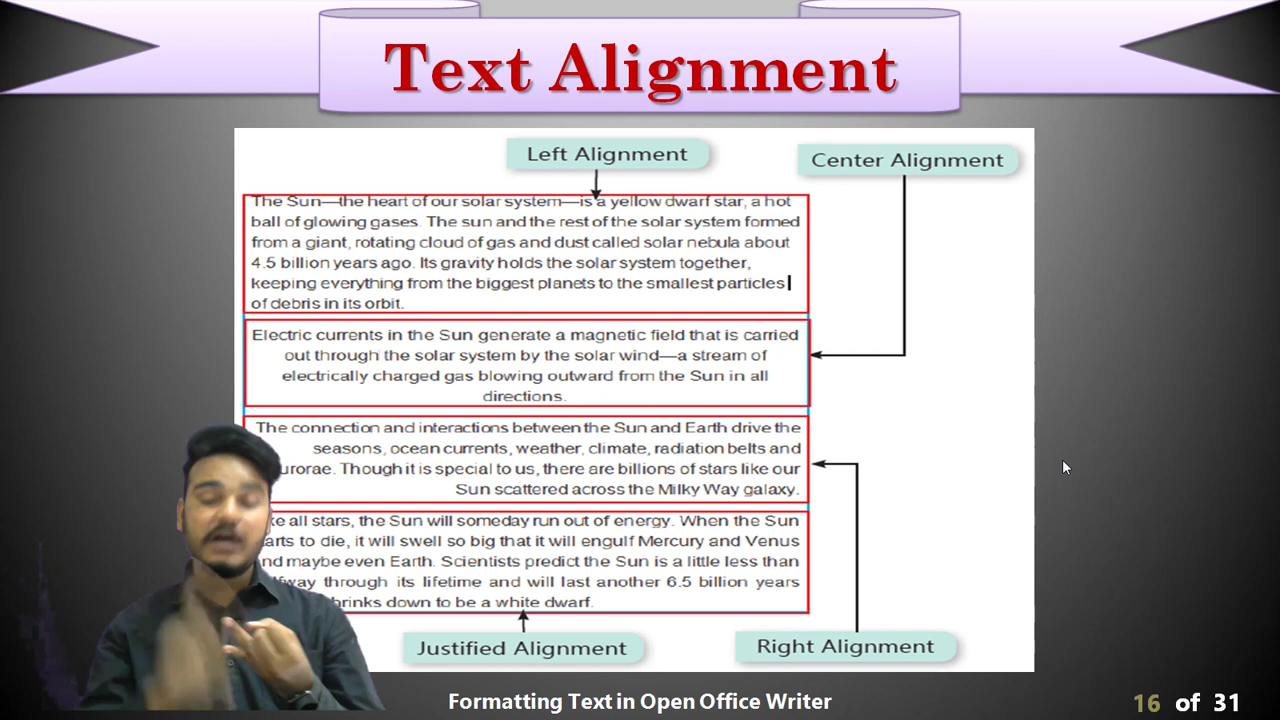 Text Alignment
Left Alignment
Center Alignment
The Sun—the heart of our solar system—is a yellow dwarf star, a hot
ball of glowing gases. The sun and the rest of the solar system formed
from a giant, rotating cloud of gas and dust called solar nebula about
4.5 billion years ago. Its gravity holds the solar system together,
keeping everything from the biggest planets to the smallest particles
of debris in its orbit.
Electric currents in the Sun generate a magnetic field that is carried
out through the solar system by the solar wind—a stream of
electrically charged gas blowing outward from the Sun in all
directions.
The connection and interactions between the Sun and Earth drive the
seasons, ocean currents, weather, climate, radiation belts and
urorae. Though it is special to us, there are billions of stars like our
Sun scattered across the Milky Way galaxy.
all stars, the Sun will someday run out of energy. When the Sun
to die, it will swell so big that it will engulf Mercury and Venus
maybe even Earth. Scientists predict the Sun is a little less than
through its lifetime and will last another 6.5 billion years
down to be a white dwarf.
Justified Alignment
Right Alignment
Formatting Text in Open Office Writer
16 of 31